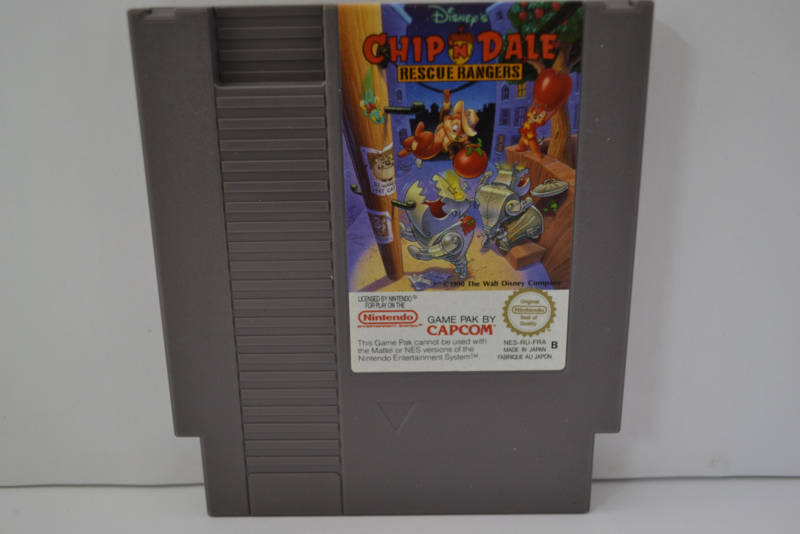 Disney's
CHIP 'N DALE
RESCUE RANGERS
© 1990 The Walt Disney Company
LICENSED BY NINTENDO®
FOR PLAY ON THE
Nintendo
ENTERTAINMENT SYSTEM
GAME PAK BY
CAPCOM
This Game Pak cannot be used with
the Mattel or NES versions of the
Nintendo Entertainment System™.
Original
Nintendo
Seal of
Quality
NES-RU-FRA B
MADE IN JAPAN
FABRIQUE AU JAPON